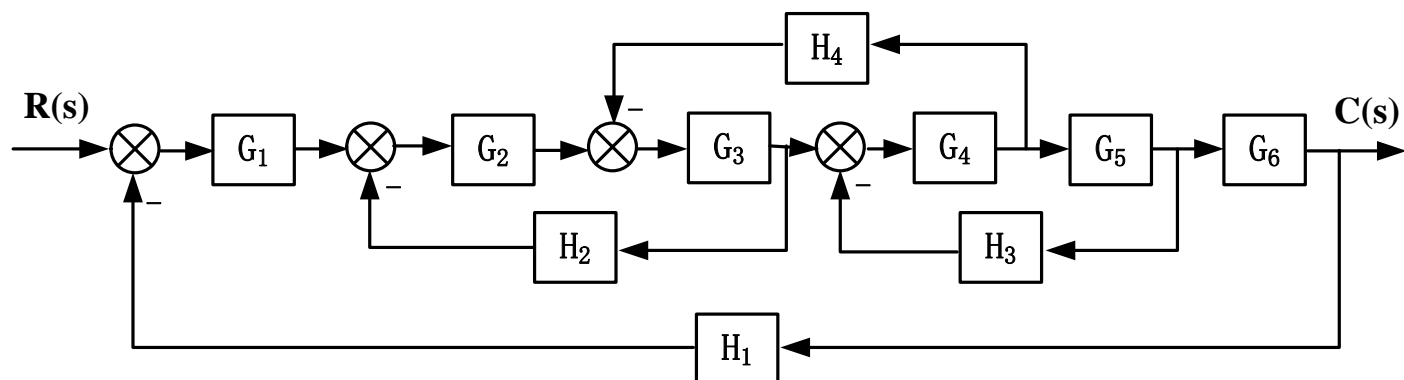 H₄
R(s)
C(s)
G₁
G₂
G₃
G₄
G₅
G₆
−
−
−
−
H₂
H₃
H₁